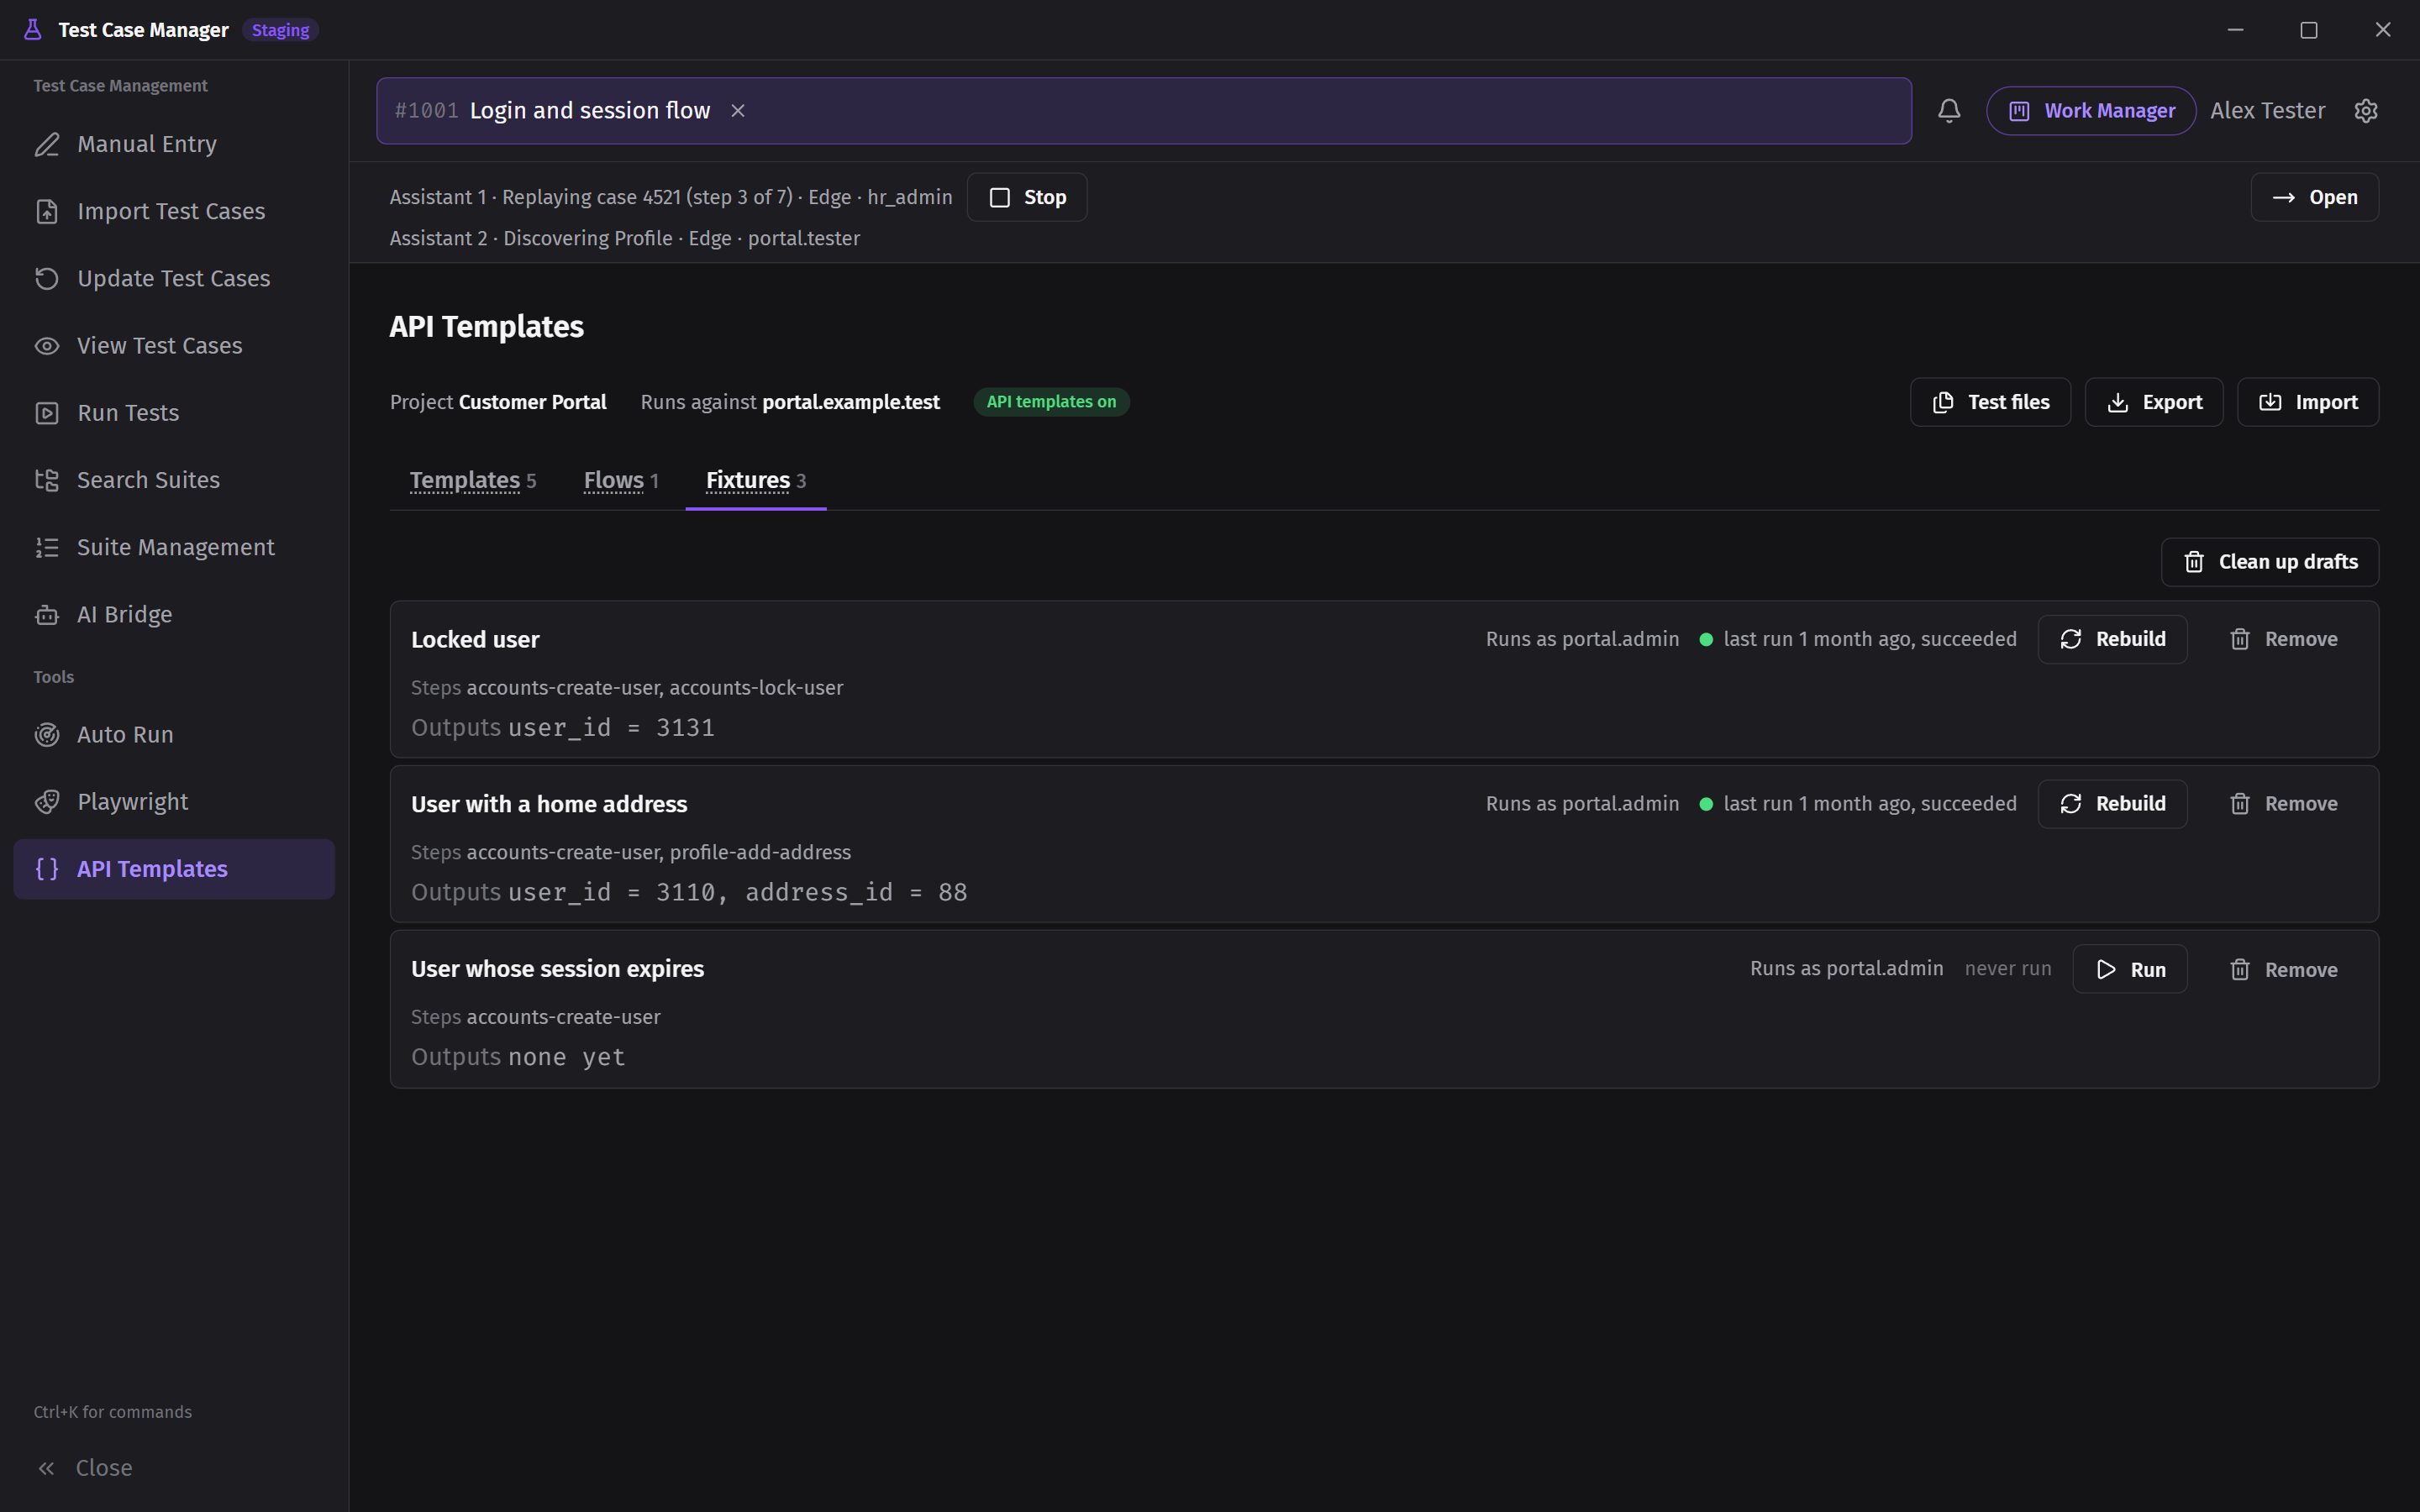 Test Case Manager Staging
Test Case Management
Manual Entry
Import Test Cases
Update Test Cases
View Test Cases
Run Tests
Search Suites
Suite Management
AI Bridge
Tools
Auto Run
Playwright
API Templates
Ctrl+K for commands
Close
#1001 Login and session flow
Work Manager
Alex Tester
Assistant 1 · Replaying case 4521 (step 3 of 7) · Edge · hr_admin Stop Open
Assistant 2 · Discovering Profile · Edge · portal.tester
API Templates
Project Customer Portal Runs against portal.example.test API templates on Test files Export Import
Templates 5 Flows 1 Fixtures 3
Clean up drafts
Locked user Runs as portal.admin last run 1 month ago, succeeded Rebuild Remove
Steps accounts-create-user, accounts-lock-user
Outputs user_id = 3131
User with a home address Runs as portal.admin last run 1 month ago, succeeded Rebuild Remove
Steps accounts-create-user, profile-add-address
Outputs user_id = 3110, address_id = 88
User whose session expires Runs as portal.admin never run Run Remove
Steps accounts-create-user
Outputs none yet